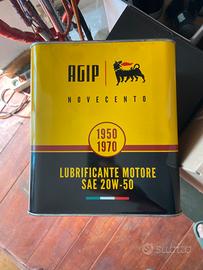 AGIP
NOVECENTO
1950
1970
LUBRIFICANTE MOTORE
SAE 20W-50
subito